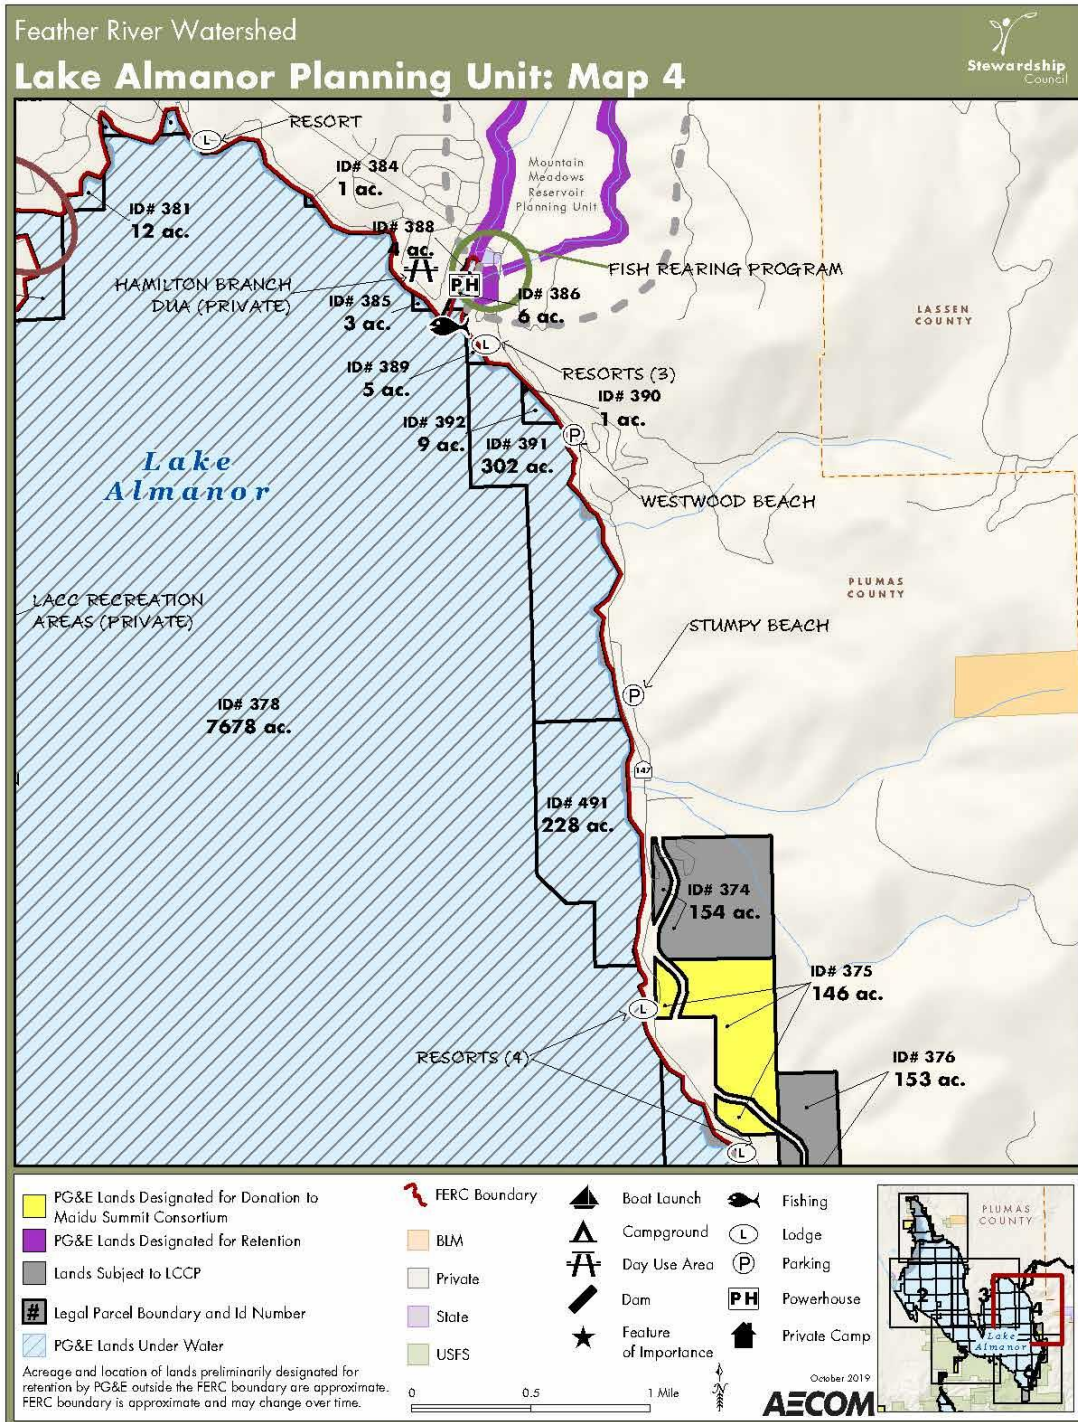 Feather River Watershed
Lake Almanor Planning Unit: Map 4
Stewardship
Council
RESORT
L
ID# 384
1 ac.
Mountain
Meadows
Reservoir
Planning Unit
ID# 381
12 ac.
ID# 388
4 ac.
FISH REARING PROGRAM
HAMILTON BRANCH
DUA (PRIVATE)
PH
ID# 385
3 ac.
ID# 386
6 ac.
LASSEN
COUNTY
L
ID# 389
5 ac.
RESORTS (3)
ID# 390
1 ac.
ID# 392
9 ac.
ID# 391
302 ac.
P
Lake
Almanor
WESTWOOD BEACH
LACC RECREATION
AREAS (PRIVATE)
PLUMAS
COUNTY
STUMPY BEACH
P
ID# 378
7678 ac.
147
ID# 491
228 ac.
ID# 374
154 ac.
ID# 375
146 ac.
L
RESORTS (4)
ID# 376
153 ac.
L
PG&E Lands Designated for Donation to
Maidu Summit Consortium
PG&E Lands Designated for Retention
Lands Subject to LCCP
# Legal Parcel Boundary and Id Number
PG&E Lands Under Water
Acreage and location of lands preliminarily designated for
retention by PG&E outside the FERC boundary are approximate.
FERC boundary is approximate and may change over time.
FERC Boundary
BLM
Private
State
USFS
Boat Launch
Campground
Day Use Area
Dam
Feature
of Importance
Fishing
L Lodge
P Parking
PH Powerhouse
Private Camp
0 0.5 1 Mile
N
October 2019
AECOM
PLUMAS
COUNTY
2
3
4
Lake
Almanor